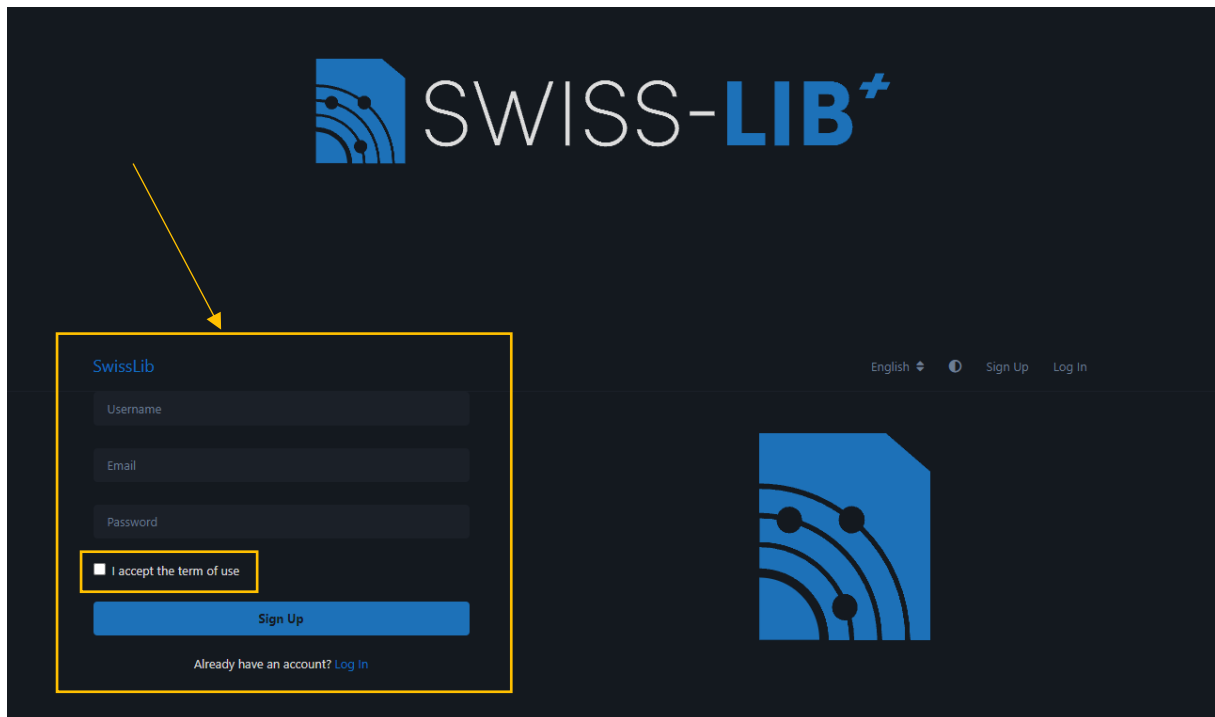 SWISS-LIB+
SwissLib
English Sign Up Log In
Username
Email
Password
I accept the term of use
Sign Up
Already have an account? Log In